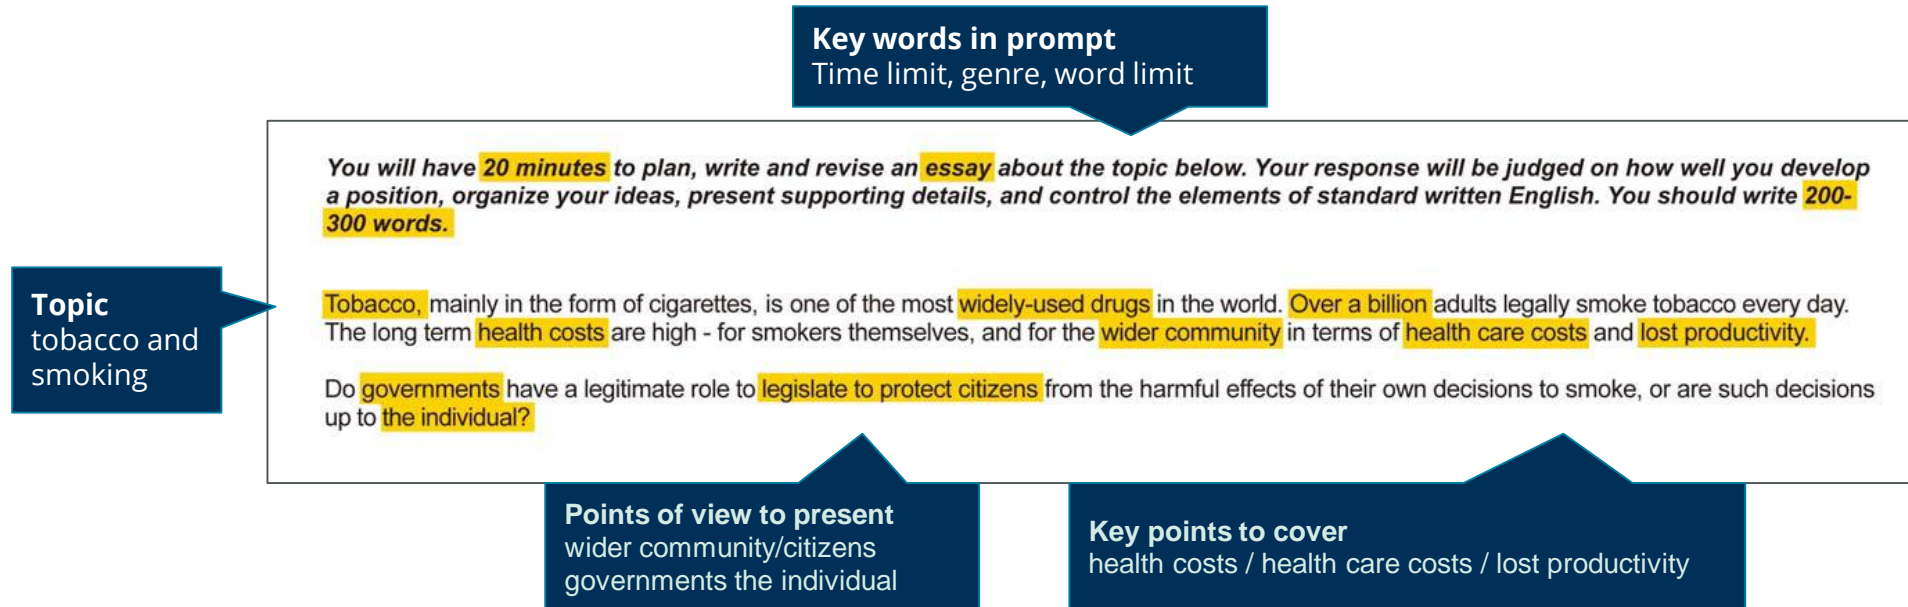 Key words in prompt
Time limit, genre, word limit
You will have 20 minutes to plan, write and revise an essay about the topic below. Your response will be judged on how well you develop
a position, organize your ideas, present supporting details, and control the elements of standard written English. You should write 200-
300 words.
Topic
tobacco and
smoking
Tobacco, mainly in the form of cigarettes, is one of the most widely-used drugs in the world. Over a billion adults legally smoke tobacco every day.
The long term health costs are high - for smokers themselves, and for the wider community in terms of health care costs and lost productivity.
Do governments have a legitimate role to legislate to protect citizens from the harmful effects of their own decisions to smoke, or are such decisions
up to the individual?
Points of view to present
wider community/citizens
governments the individual
Key points to cover
health costs / health care costs / lost productivity